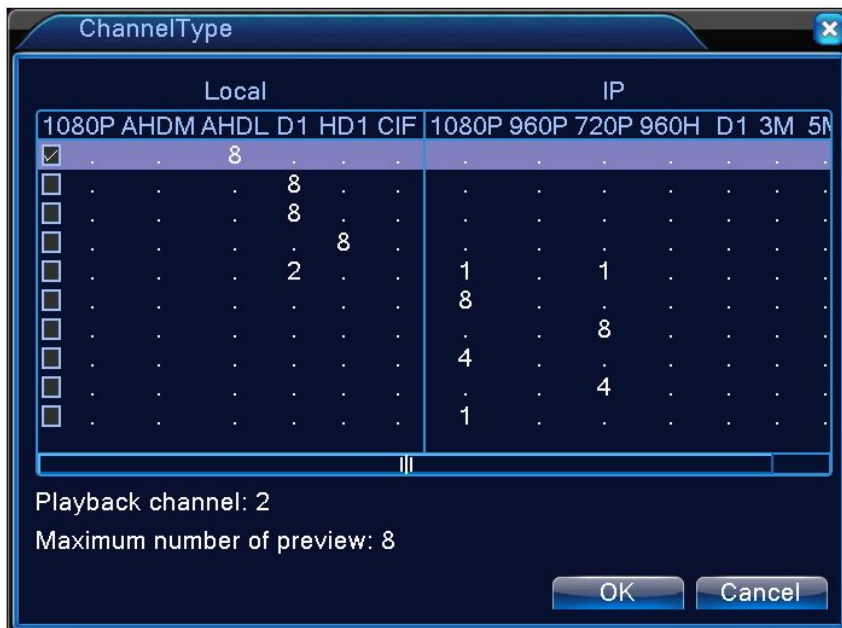 ChannelType
Local IP
1080P AHDM AHDL D1 HD1 CIF 1080P 960P 720P 960H D1 3M
. . 8 . . . . . . . . . .
. . . 8 . . . . . . . . .
. . . 8 . . . . . . . . .
. . . . 8 . . . . . . . .
. . . 2 . . 1 . 1 . . . .
. . . . . . 8 . . . . . .
. . . . . . . . 8 . . . .
. . . . . . 4 . . . . . .
. . . . . . . . 4 . . . .
. . . . . . 1 . . . . . .
Playback channel: 2
Maximum number of preview: 8
OK Cancel